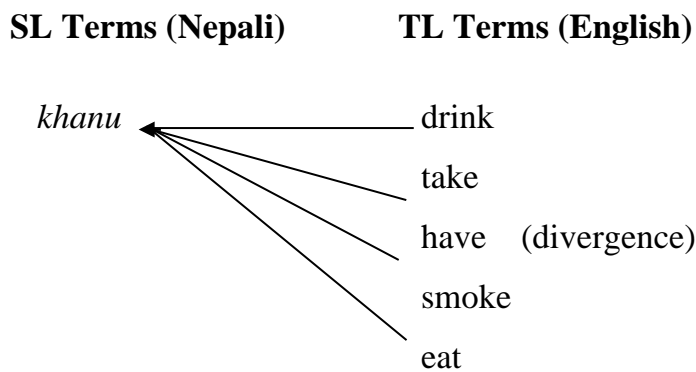 SL Terms (Nepali) TL Terms (English)
khanu drink
take
have (divergence)
smoke
eat